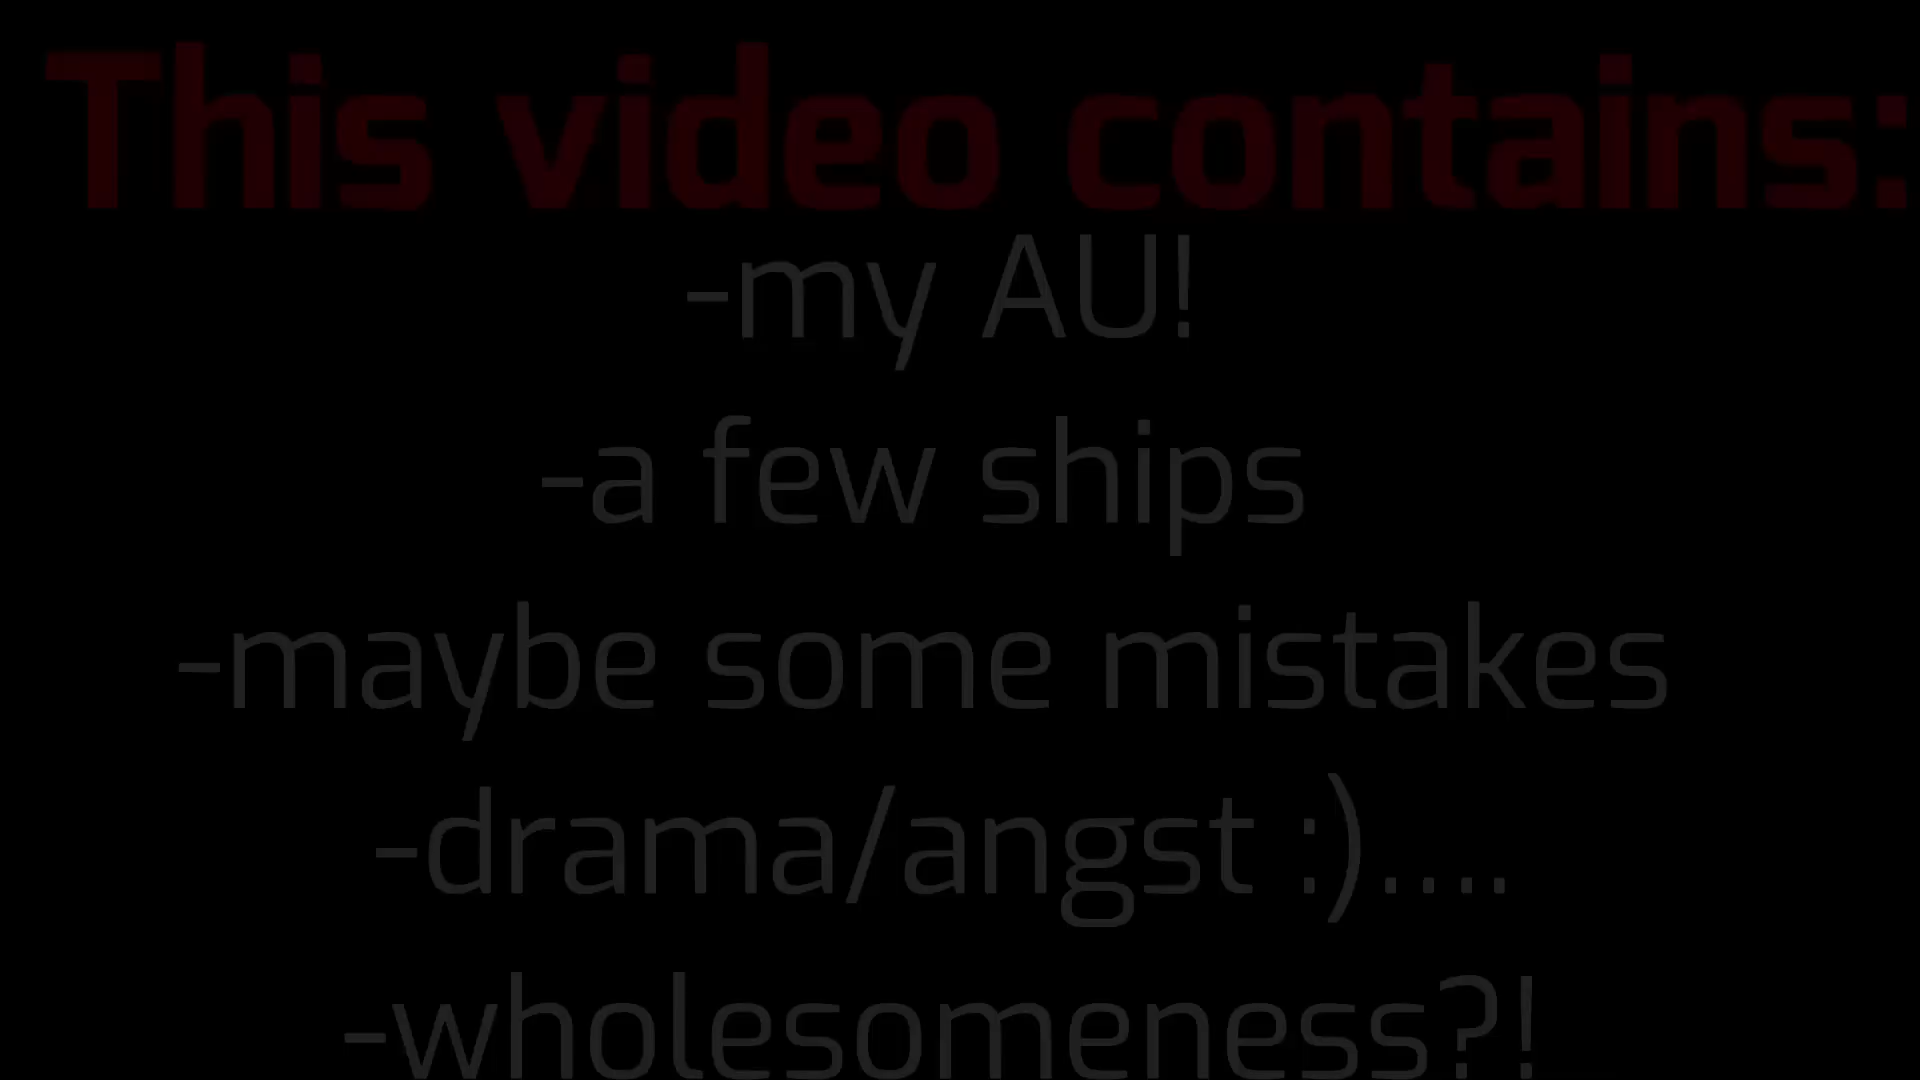 This video contains:
-my AU!
-a few ships
-maybe some mistakes
-drama/angst :)....
-wholesomeness?!